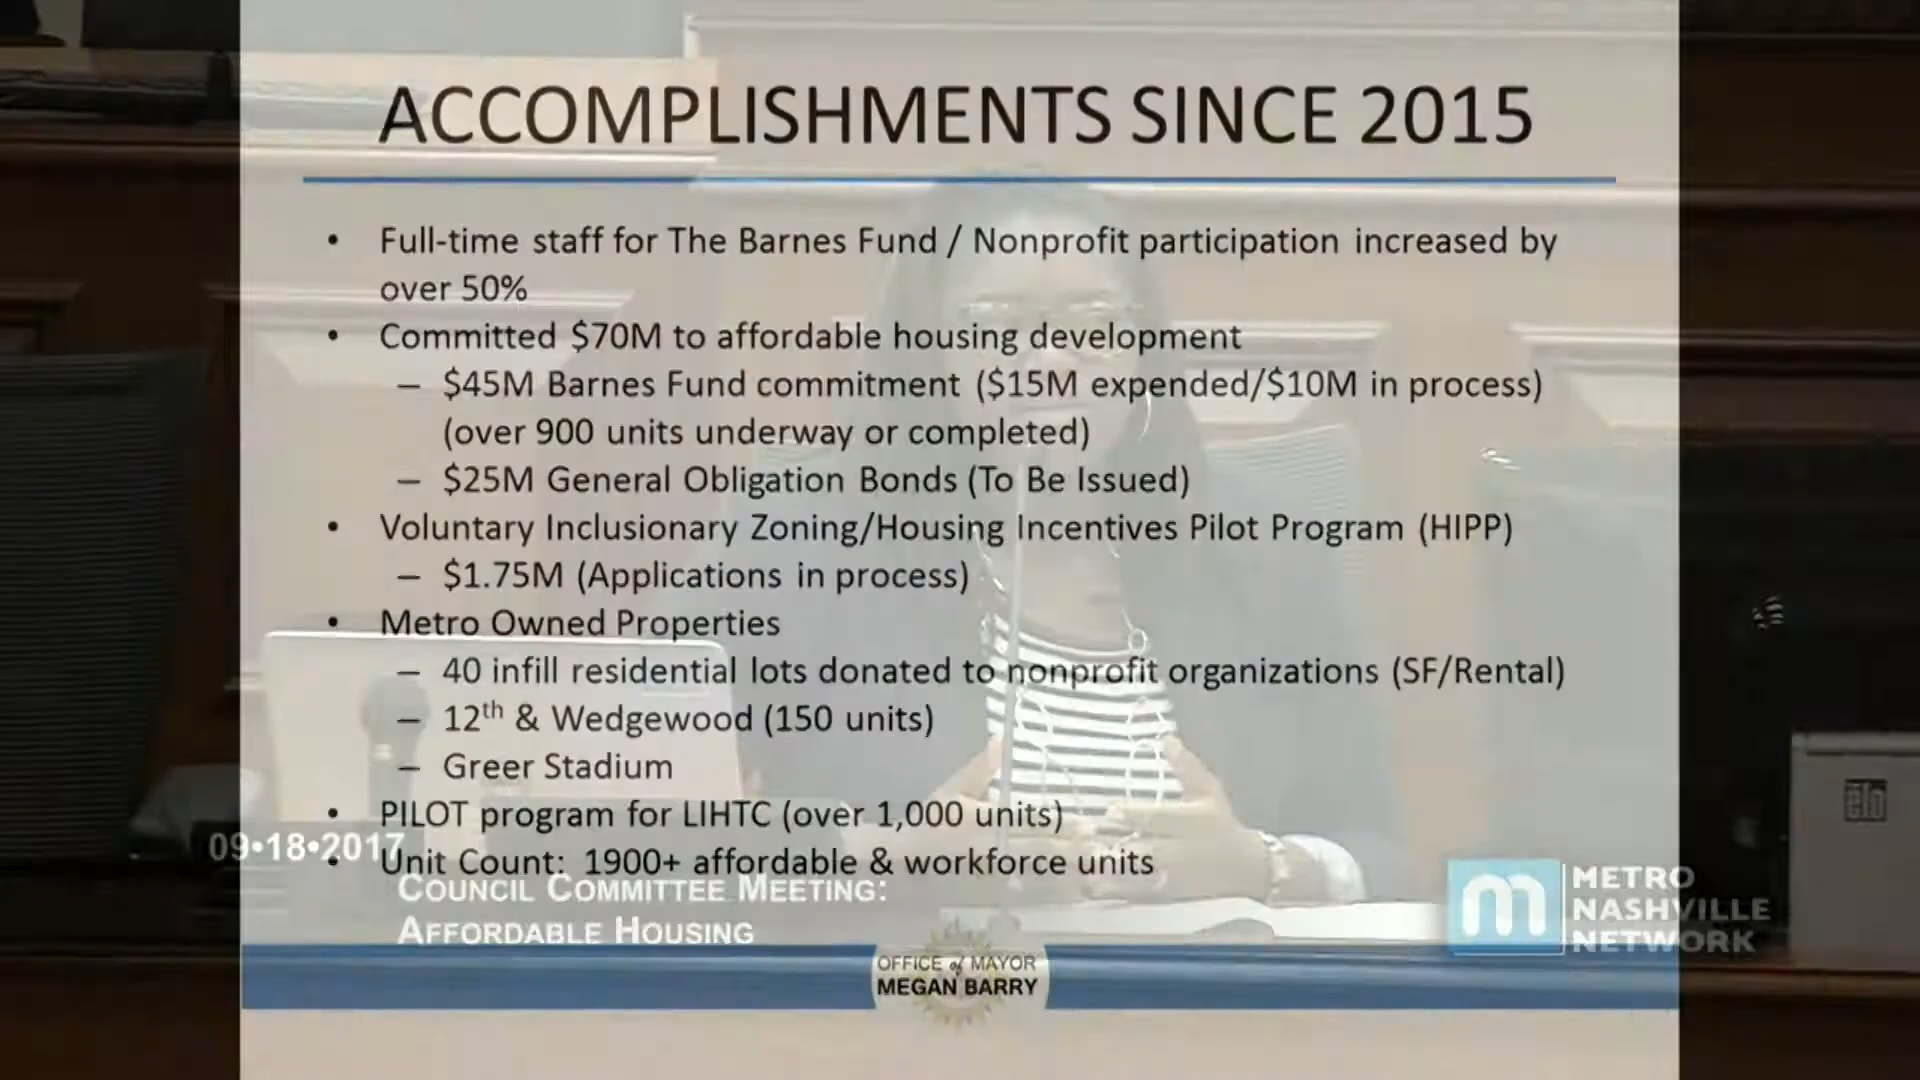 ACCOMPLISHMENTS SINCE 2015
• Full-time staff for The Barnes Fund / Nonprofit participation increased by
over 50%
• Committed $70M to affordable housing development
– $45M Barnes Fund commitment ($15M expended/$10M in process)
(over 900 units underway or completed)
– $25M General Obligation Bonds (To Be Issued)
• Voluntary Inclusionary Zoning/Housing Incentives Pilot Program (HIPP)
– $1.75M (Applications in process)
• Metro Owned Properties
– 40 infill residential lots donated to nonprofit organizations (SF/Rental)
– 12th & Wedgewood (150 units)
– Greer Stadium
• PILOT program for LIHTC (over 1,000 units)
• Unit Count: 1900+ affordable & workforce units
09•18•2017
COUNCIL COMMITTEE MEETING:
AFFORDABLE HOUSING
OFFICE of MAYOR
MEGAN BARRY
m
METRO
NASHVILLE
NETWORK
elo